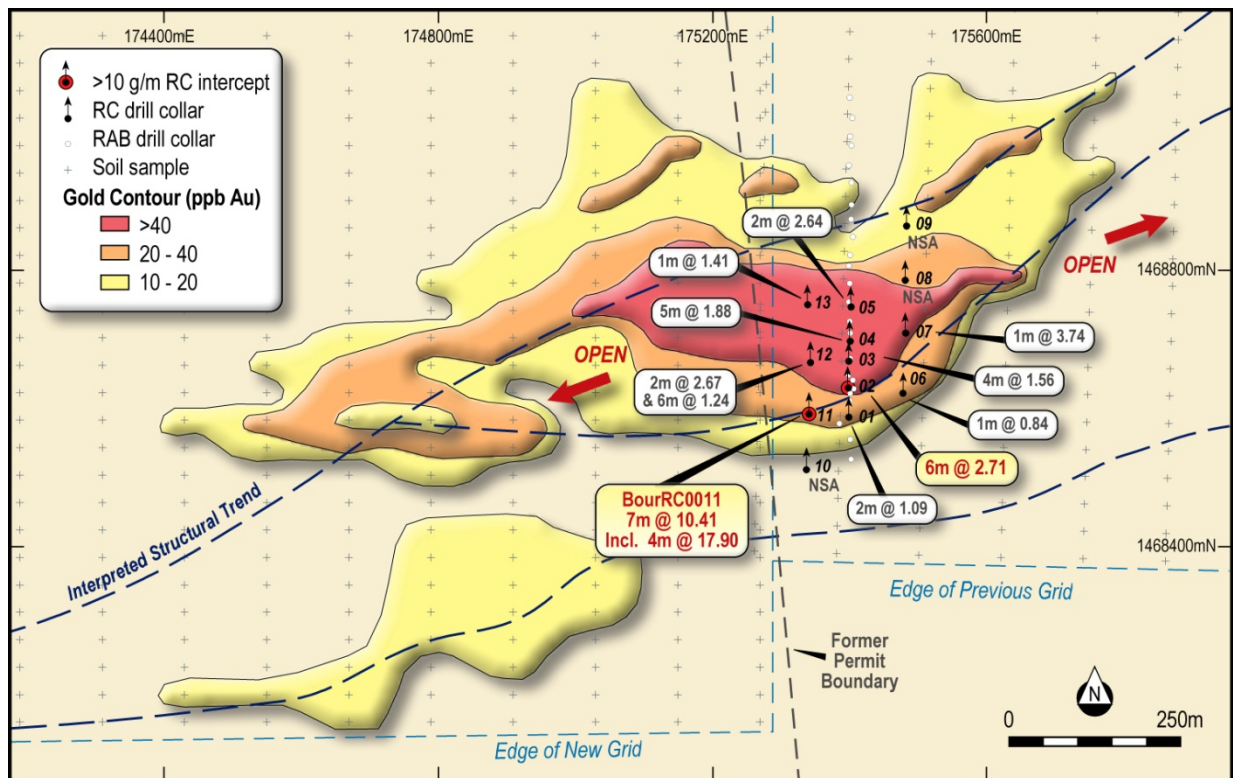 174400mE
174800mE
175200mE
175600mE
>10 g/m RC intercept
RC drill collar
RAB drill collar
Soil sample
Gold Contour (ppb Au)
>40
20 - 40
10 - 20
2m @ 2.64
09
NSA
OPEN
1m @ 1.41
13
05
08
NSA
1468800mN
5m @ 1.88
04
07
1m @ 3.74
OPEN
12
03
2m @ 2.67
& 6m @ 1.24
02
06
4m @ 1.56
11
01
1m @ 0.84
10
NSA
6m @ 2.71
BourRC0011
7m @ 10.41
Incl. 4m @ 17.90
2m @ 1.09
Interpreted Structural Trend
1468400mN
Edge of Previous Grid
Former
Permit
Boundary
N
Edge of New Grid
0
250m